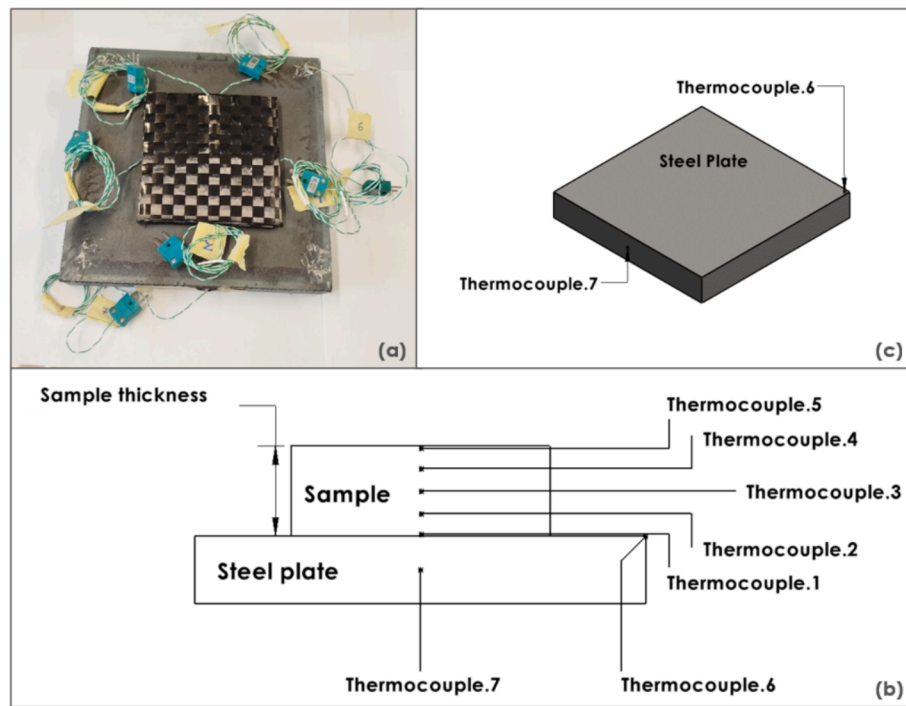 6
(a)
Thermocouple.6
Steel Plate
Thermocouple.7
(c)
Sample thickness
Thermocouple.5
Thermocouple.4
Sample
Thermocouple.3
Thermocouple.2
Steel plate
Thermocouple.1
Thermocouple.7
Thermocouple.6
(b)